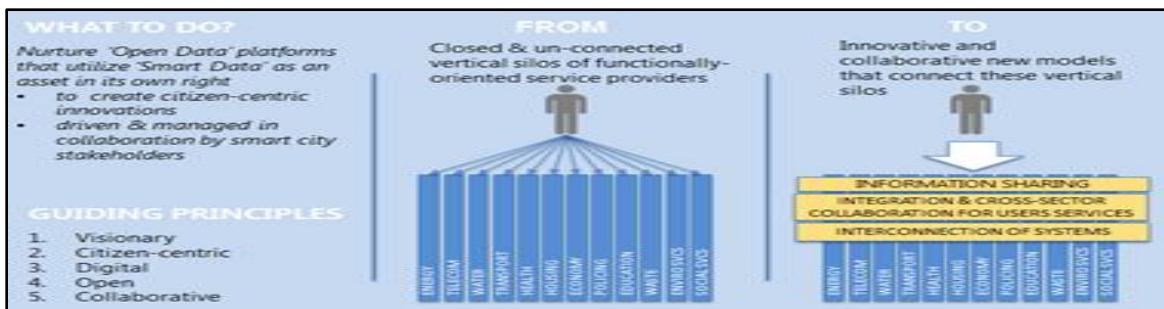 WHAT TO DO?
Nurture 'Open Data' platforms
that utilize 'Smart Data' as an
asset in its own right
• to create citizen-centric
innovations
• driven & managed in
collaboration by smart city
stakeholders
GUIDING PRINCIPLES
1. Visionary
2. Citizen-centric
3. Digital
4. Open
5. Collaborative
FROM
Closed & un-connected
vertical silos of functionally-
oriented service providers
ENERGY
TELECOM
WATER
TRANSPORT
HEALTH
HOUSING
ECONOMY
POLICING
EDUCATION
WASTE
ENVIRO SVCS
SOCIAL SVCS
TO
Innovative and
collaborative new models
that connect these vertical
silos
INFORMATION SHARING
INTEGRATION & CROSS-SECTOR
COLLABORATION FOR USERS SERVICES
INTERCONNECTION OF SYSTEMS
ENERGY
TELECOM
WATER
TRANSPORT
HEALTH
HOUSING
ECONOMY
POLICING
EDUCATION
WASTE
ENVIRO SVCS
SOCIAL SVCS